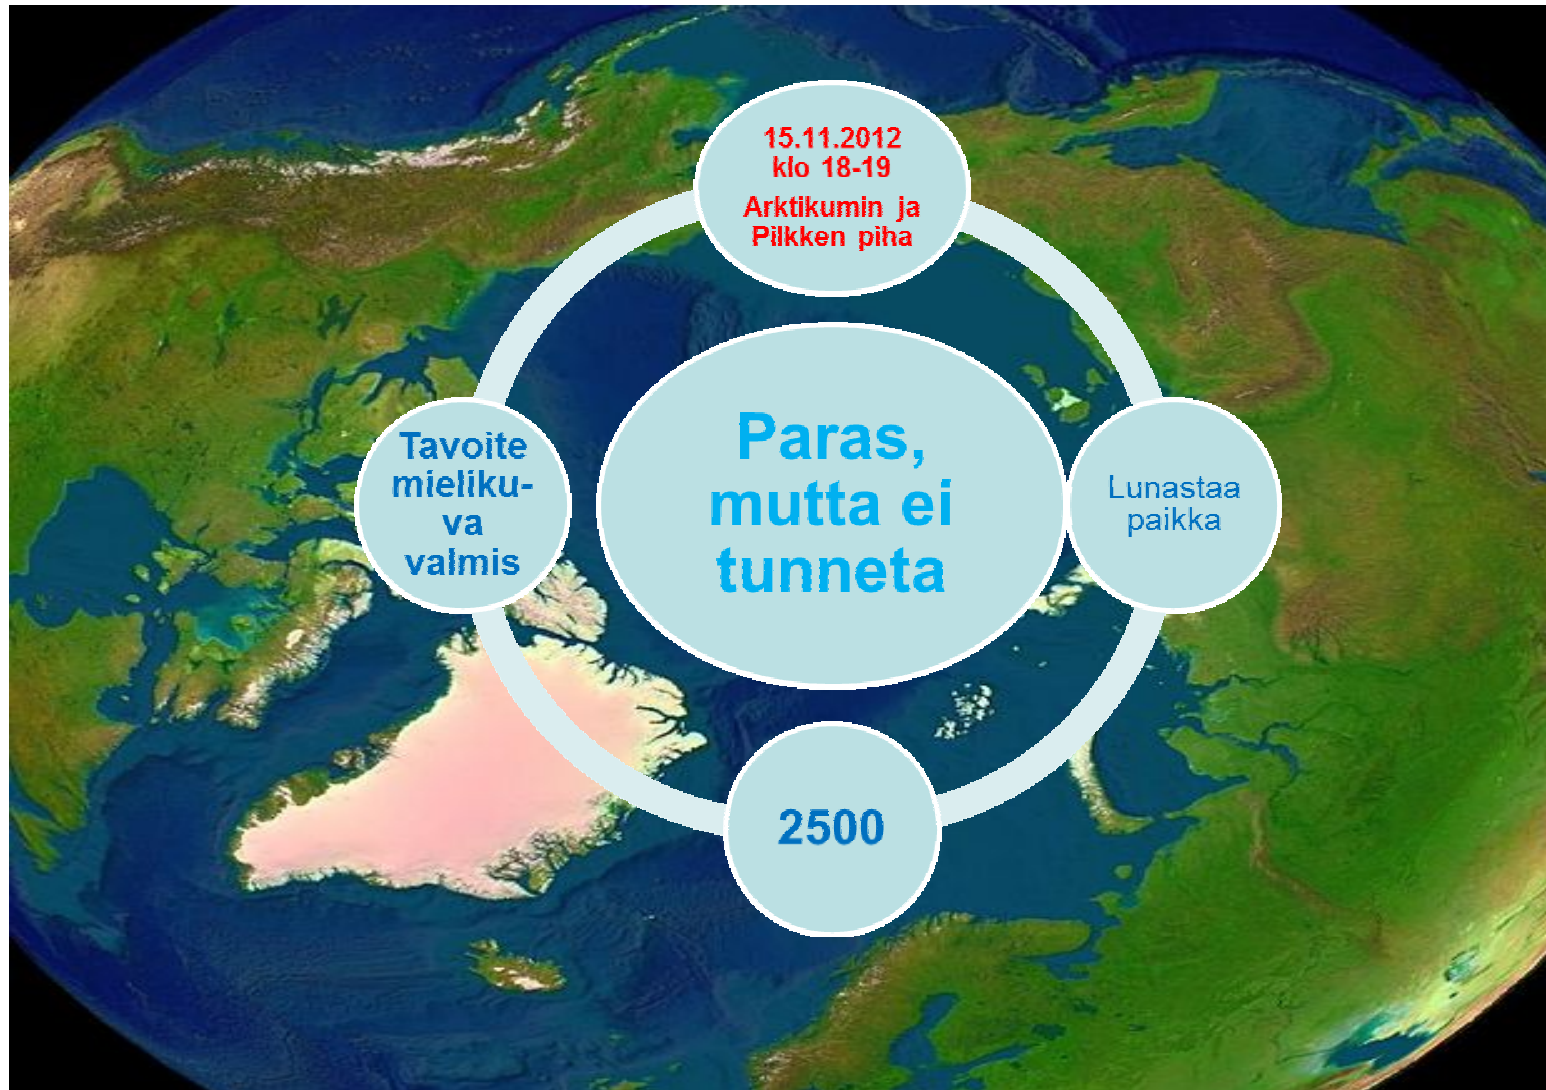 15.11.2012
klo 18-19
Arktikumin ja
Pilkken piha
Paras,
mutta ei
tunneta
Tavoite
mieliku-
va
valmis
Lunastaa
paikka
2500